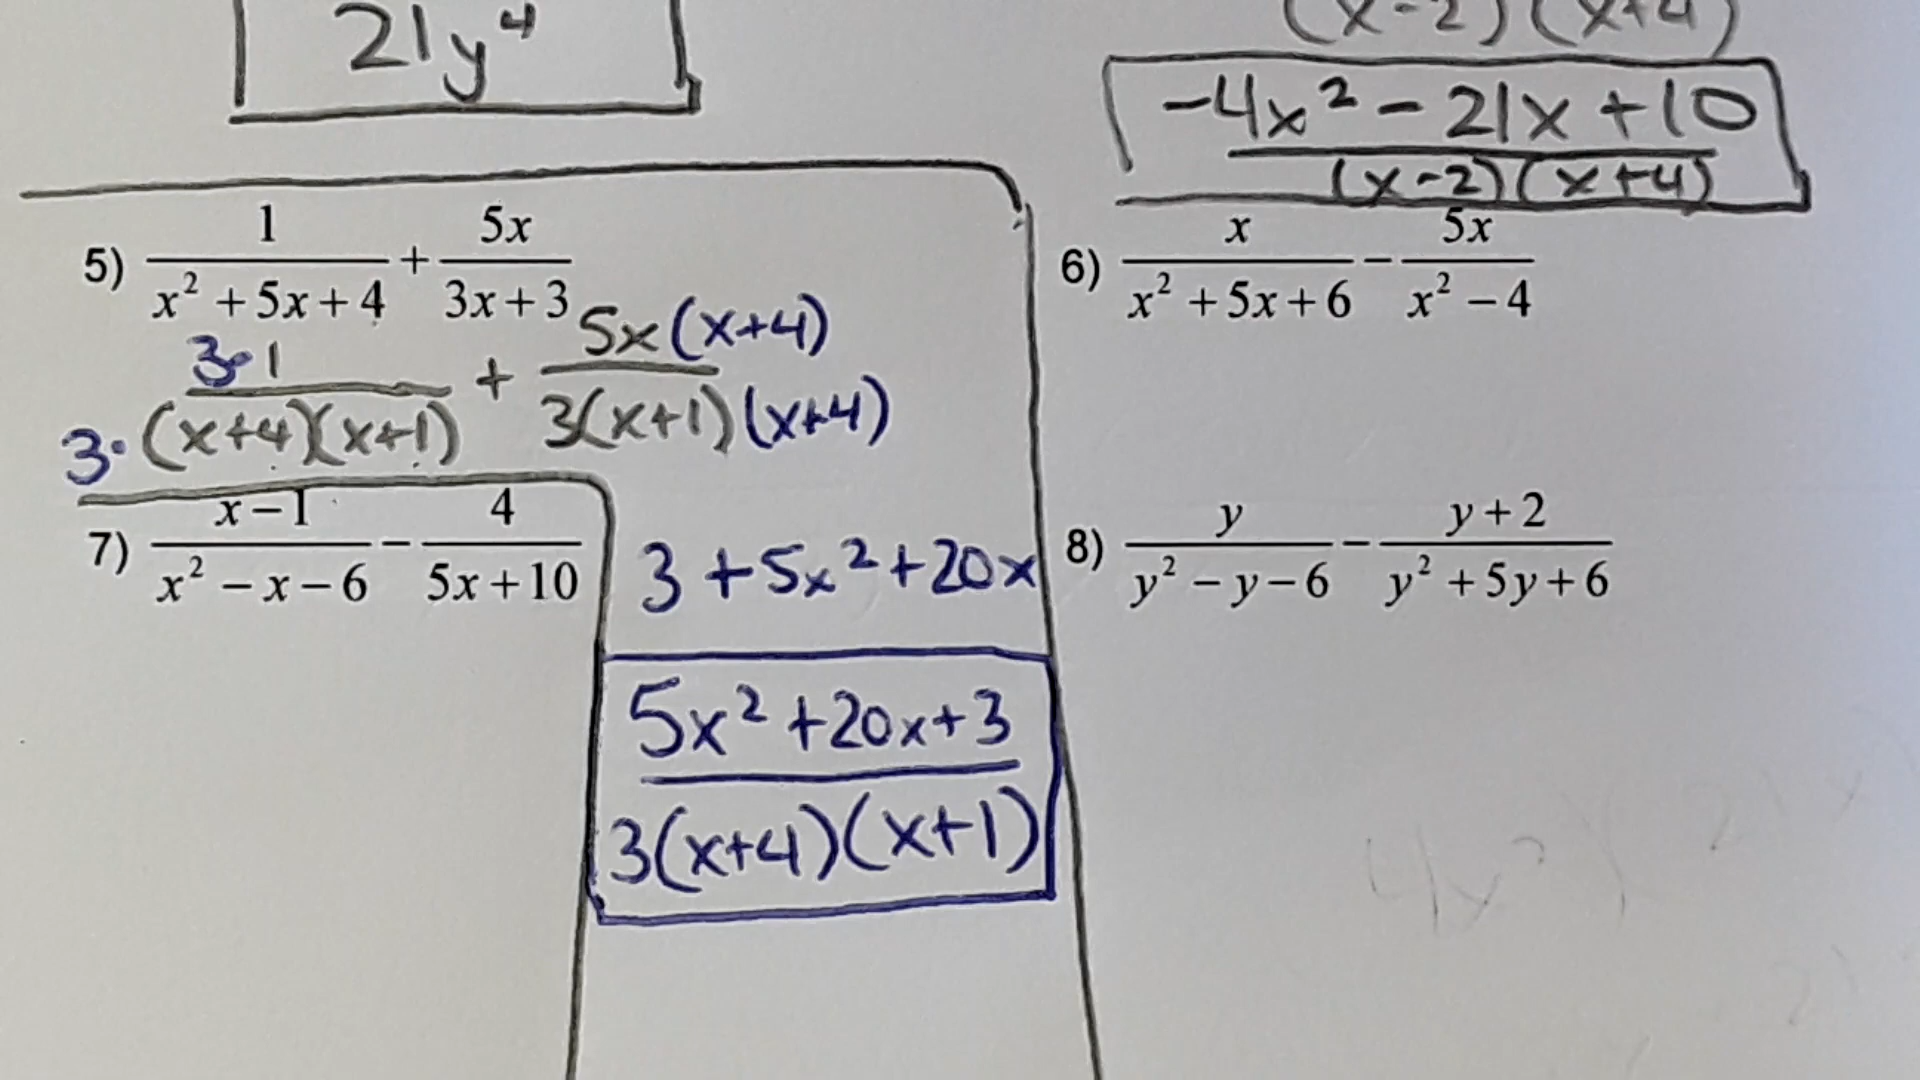 21y⁴
(x-2)(x+4)
-4x² - 21x + 10
(x-2)(x+4)
5) 1/(x² + 5x + 4) + 5x/(3x + 3)
3·1/(3·(x+4)(x+1)) + 5x(x+4)/(3(x+1)(x+4))
3 + 5x² + 20x
5x² + 20x + 3
3(x+4)(x+1)
6) x/(x² + 5x + 6) − 5x/(x² − 4)
7) (x − 1)/(x² − x − 6) − 4/(5x + 10)
8) y/(y² − y − 6) − (y + 2)/(y² + 5y + 6)